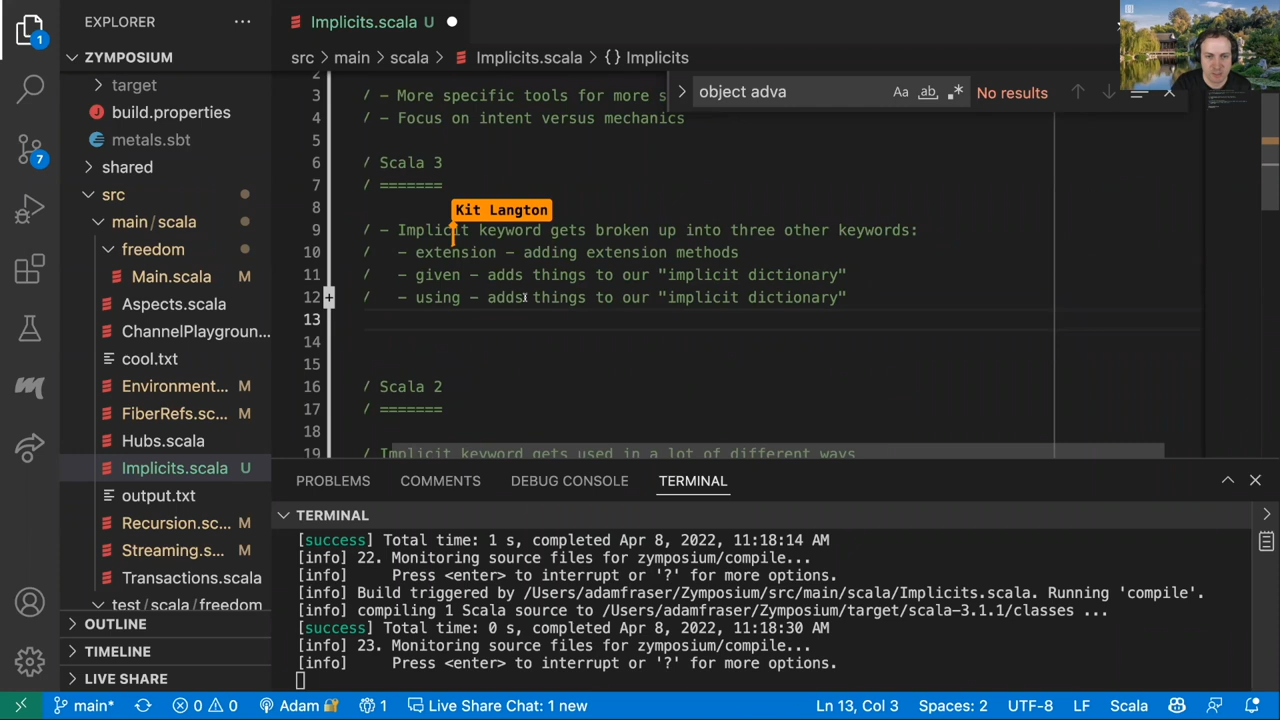 EXPLORER
Implicits.scala U
1
ZYMPOSIUM
src main scala Implicits.scala {} Implicits
object adva Aa ab No results
target
build.properties
metals.sbt
shared
src
main / scala
freedom
Main.scala
Aspects.scala
ChannelPlaygroun...
cool.txt
Environment... M
FiberRefs.sc... M
Hubs.scala
Implicits.scala U
output.txt
Recursion.sc... M
Streaming.s... M
Transactions.scala
test/scala/freedom
OUTLINE
TIMELINE
LIVE SHARE
7
2
3 / - More specific tools for more s
4 / - Focus on intent versus mechanics
5
6 / Scala 3
7 / =======
8
Kit Langton
9 / - Implicit keyword gets broken up into three other keywords:
10 / - extension - adding extension methods
11 / - given - adds things to our "implicit dictionary"
12 / - using - adds things to our "implicit dictionary"
13
14
15
16 / Scala 2
17 / =======
18
19 / Implicit keyword gets used in a lot of different ways
PROBLEMS COMMENTS DEBUG CONSOLE TERMINAL
TERMINAL
[success] Total time: 1 s, completed Apr 8, 2022, 11:18:14 AM
[info] 22. Monitoring source files for zymposium/compile...
[info] Press <enter> to interrupt or '?' for more options.
[info] Build triggered by /Users/adamfraser/Zymposium/src/main/scala/Implicits.scala. Running 'compile'.
[info] compiling 1 Scala source to /Users/adamfraser/Zymposium/target/scala-3.1.1/classes ...
[success] Total time: 0 s, completed Apr 8, 2022, 11:18:30 AM
[info] 23. Monitoring source files for zymposium/compile...
[info] Press <enter> to interrupt or '?' for more options.
main* 0 0 Adam 1 Live Share Chat: 1 new Ln 13, Col 3 Spaces: 2 UTF-8 LF Scala